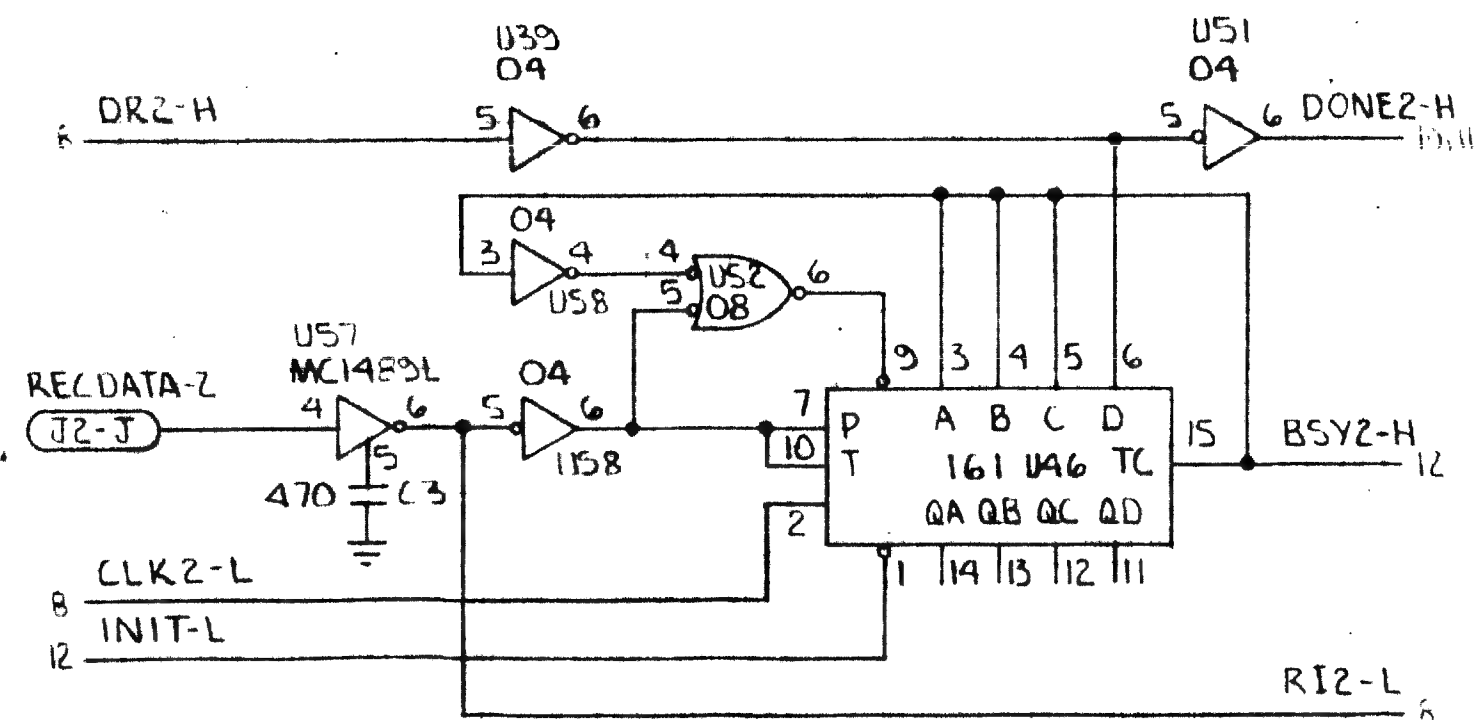 U39
04
U51
04
DR2-H
5
6
5
6
DONE2-H
04
3
4
U58
4
5
U52
08
6
U57
MC1489L
RECDATA-2
J2-J
4
6
5
470
C3
04
5
6
U58
9
3
4
5
6
7
10
2
P
T
A B C D
161 U46 TC
QA QB QC QD
15
BSY2-H
12
1
14
13
12
11
CLK2-L
8
INIT-L
12
RI2-L